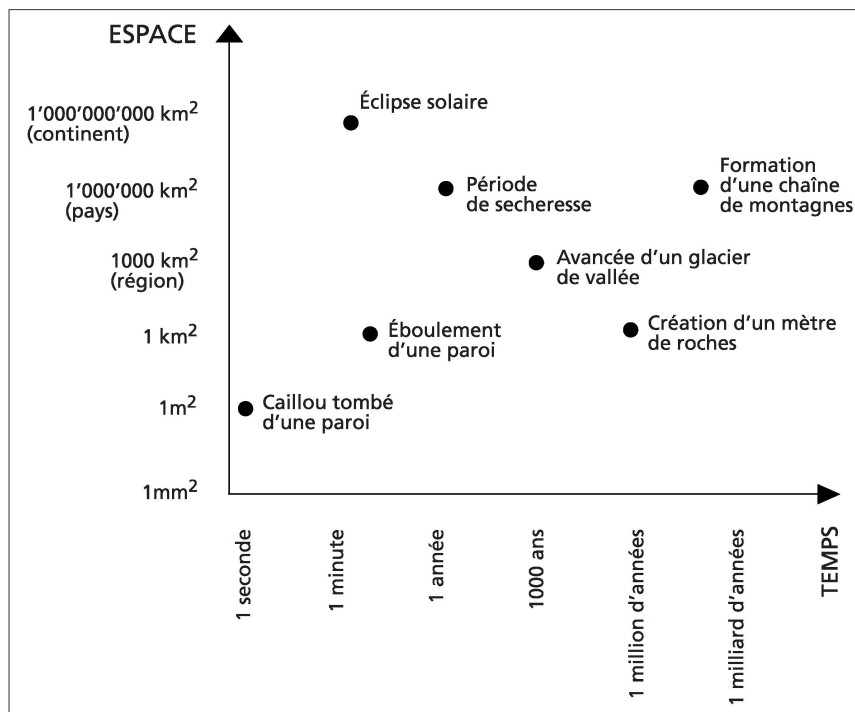 ESPACE
1’000’000’000 km²
(continent)
1’000’000 km²
(pays)
1000 km²
(région)
1 km²
1m²
1mm²
Éclipse solaire
Période
de secheresse
Formation
d’une chaîne
de montagnes
Avancée d’un glacier
de vallée
Éboulement
d’une paroi
Création d’un mètre
de roches
Caillou tombé
d’une paroi
1 seconde
1 minute
1 année
1000 ans
1 million d’années
1 milliard d’années
TEMPS